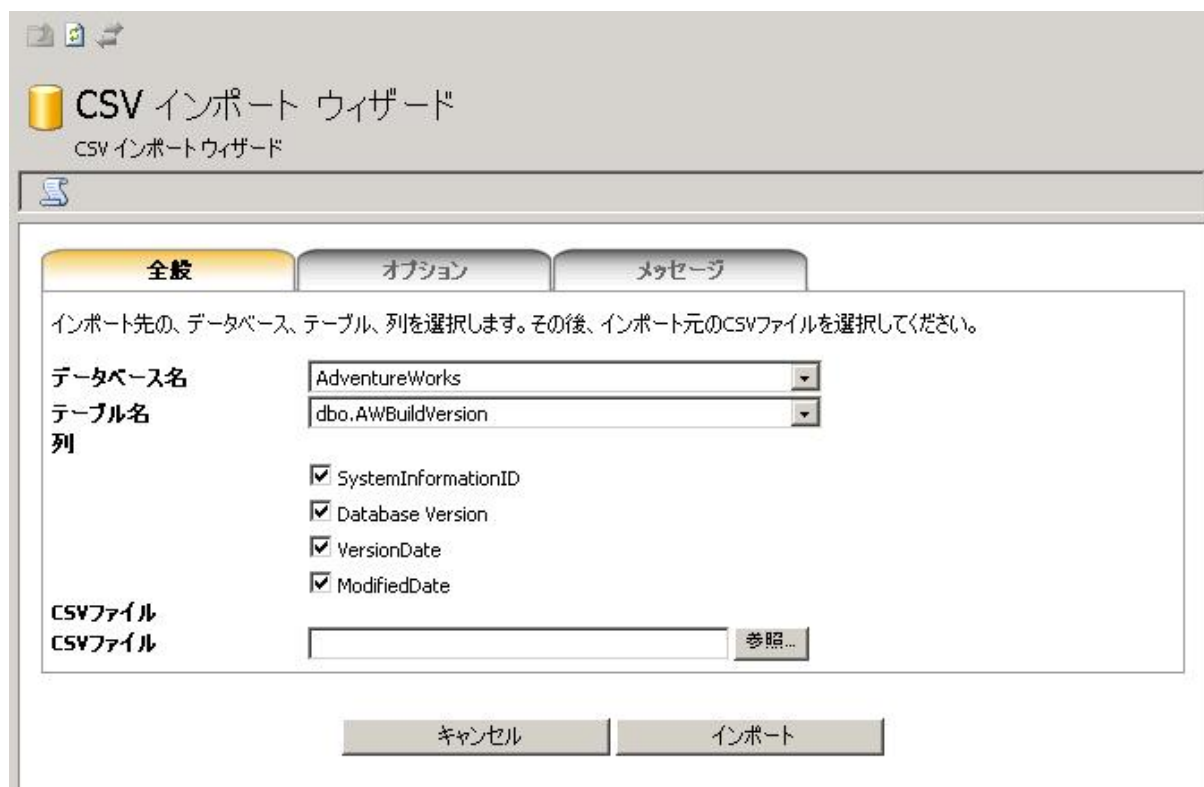 CSV インポート ウィザード
CSV インポート ウィザード
全般 オプション メッセージ
インポート先の、データベース、テーブル、列を選択します。その後、インポート元のCSVファイルを選択してください。
データベース名 AdventureWorks
テーブル名 dbo.AWBuildVersion
列
SystemInformationID
Database Version
VersionDate
ModifiedDate
CSVファイル
CSVファイル 参照...
キャンセル インポート